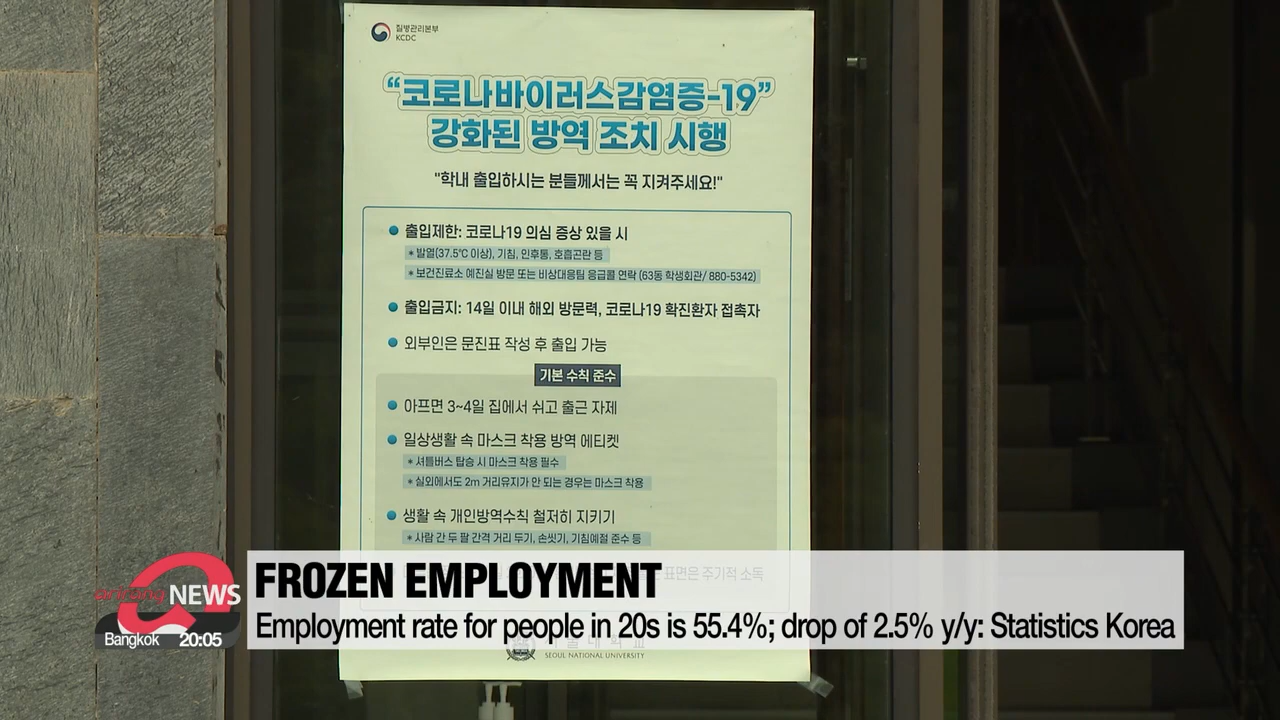 질병관리본부
KCDC
“코로나바이러스감염증-19”
강화된 방역 조치 시행
"학내 출입하시는 분들께서는 꼭 지켜주세요!"
출입제한: 코로나19 의심 증상 있을 시
* 발열(37.5℃ 이상), 기침, 인후통, 호흡곤란 등
* 보건진료소 예진실 방문 또는 비상대응팀 응급콜 연락 (63동 학생회관/ 880-5342)
출입금지: 14일 이내 해외 방문력, 코로나19 확진환자 접촉자
외부인은 문진표 작성 후 출입 가능
기본 수칙 준수
아프면 3~4일 집에서 쉬고 출근 자제
일상생활 속 마스크 착용 방역 에티켓
* 셔틀버스 탑승 시 마스크 착용 필수
* 실외에서도 2m 거리유지가 안 되는 경우는 마스크 착용
생활 속 개인방역수칙 철저히 지키기
* 사람 간 두 팔 간격 거리 두기, 손씻기, 기침예절 준수 등
표면은 주기적 소독
arirang NEWS
Bangkok 20:05
FROZEN EMPLOYMENT
Employment rate for people in 20s is 55.4%; drop of 2.5% y/y: Statistics Korea
SEOUL NATIONAL UNIVERSITY